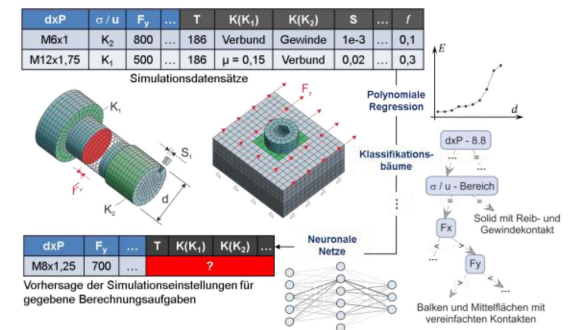 dxP σ / u Fy ... T K(K₁) K(K₂) S ... f
M6x1 K₂ 800 ... 186 Verbund Gewinde 1e-3 ... 0,1
M12x1,75 K₁ 500 ... 186 μ = 0,15 Verbund 0,02 ... 0,3
Simulationsdatensätze
E
d
Polynomiale
Regression
K₁
S₁
K₂
d
Fy
Klassifikations-
bäume
⋮
dxP - 8.8
... =
σ / u - Bereich
= =
Solid mit Reib- und
Gewindekontakt
Fx
< >
...
Fy
< >
...
Balken und Mittelflächen mit
vereinfachten Kontakten
Neuronale
Netze
dxP Fy ... T K(K₁) K(K₂) ...
M8x1,25 700 ... ?
Vorhersage der Simulationseinstellungen für
gegebene Berechnungsaufgaben